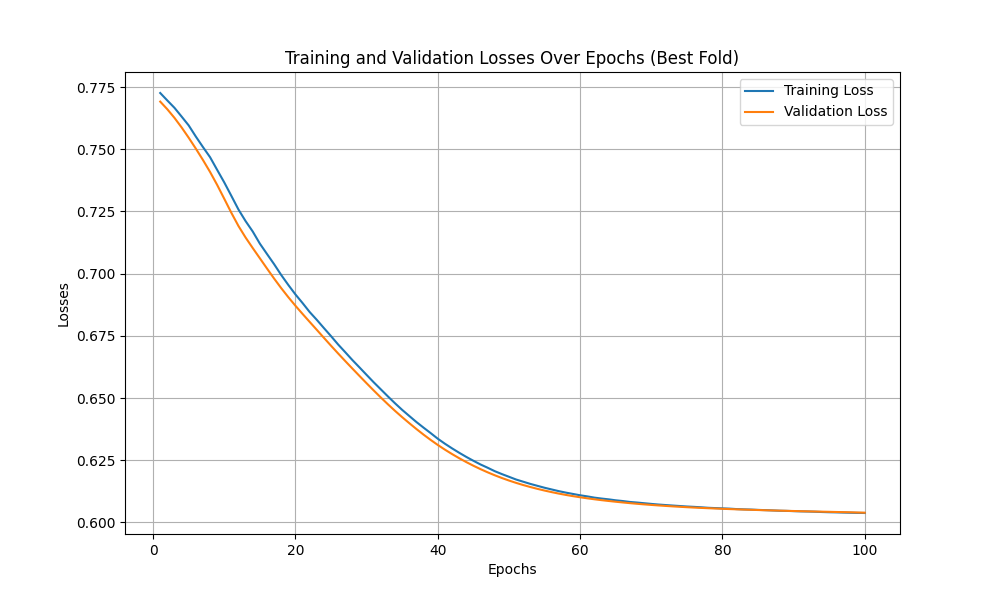 Training and Validation Losses Over Epochs (Best Fold)
Training Loss
Validation Loss
0.775
0.750
0.725
0.700
0.675
0.650
0.625
0.600
Losses
0
20
40
60
80
100
Epochs